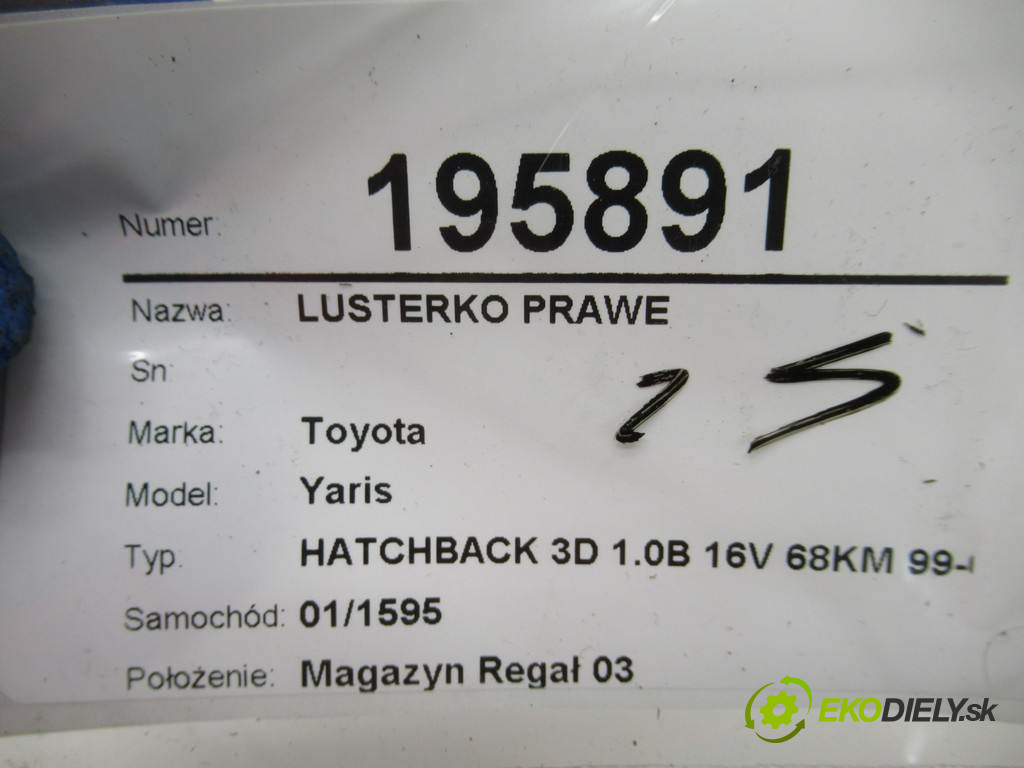 Numer: 195891
Nazwa: LUSTERKO PRAWE
Sn:
25
Marka: Toyota
Model: Yaris
Typ: HATCHBACK 3D 1.0B 16V 68KM 99-
Samochód: 01/1595
Położenie: Magazyn Regał 03
EKODIELY.sk